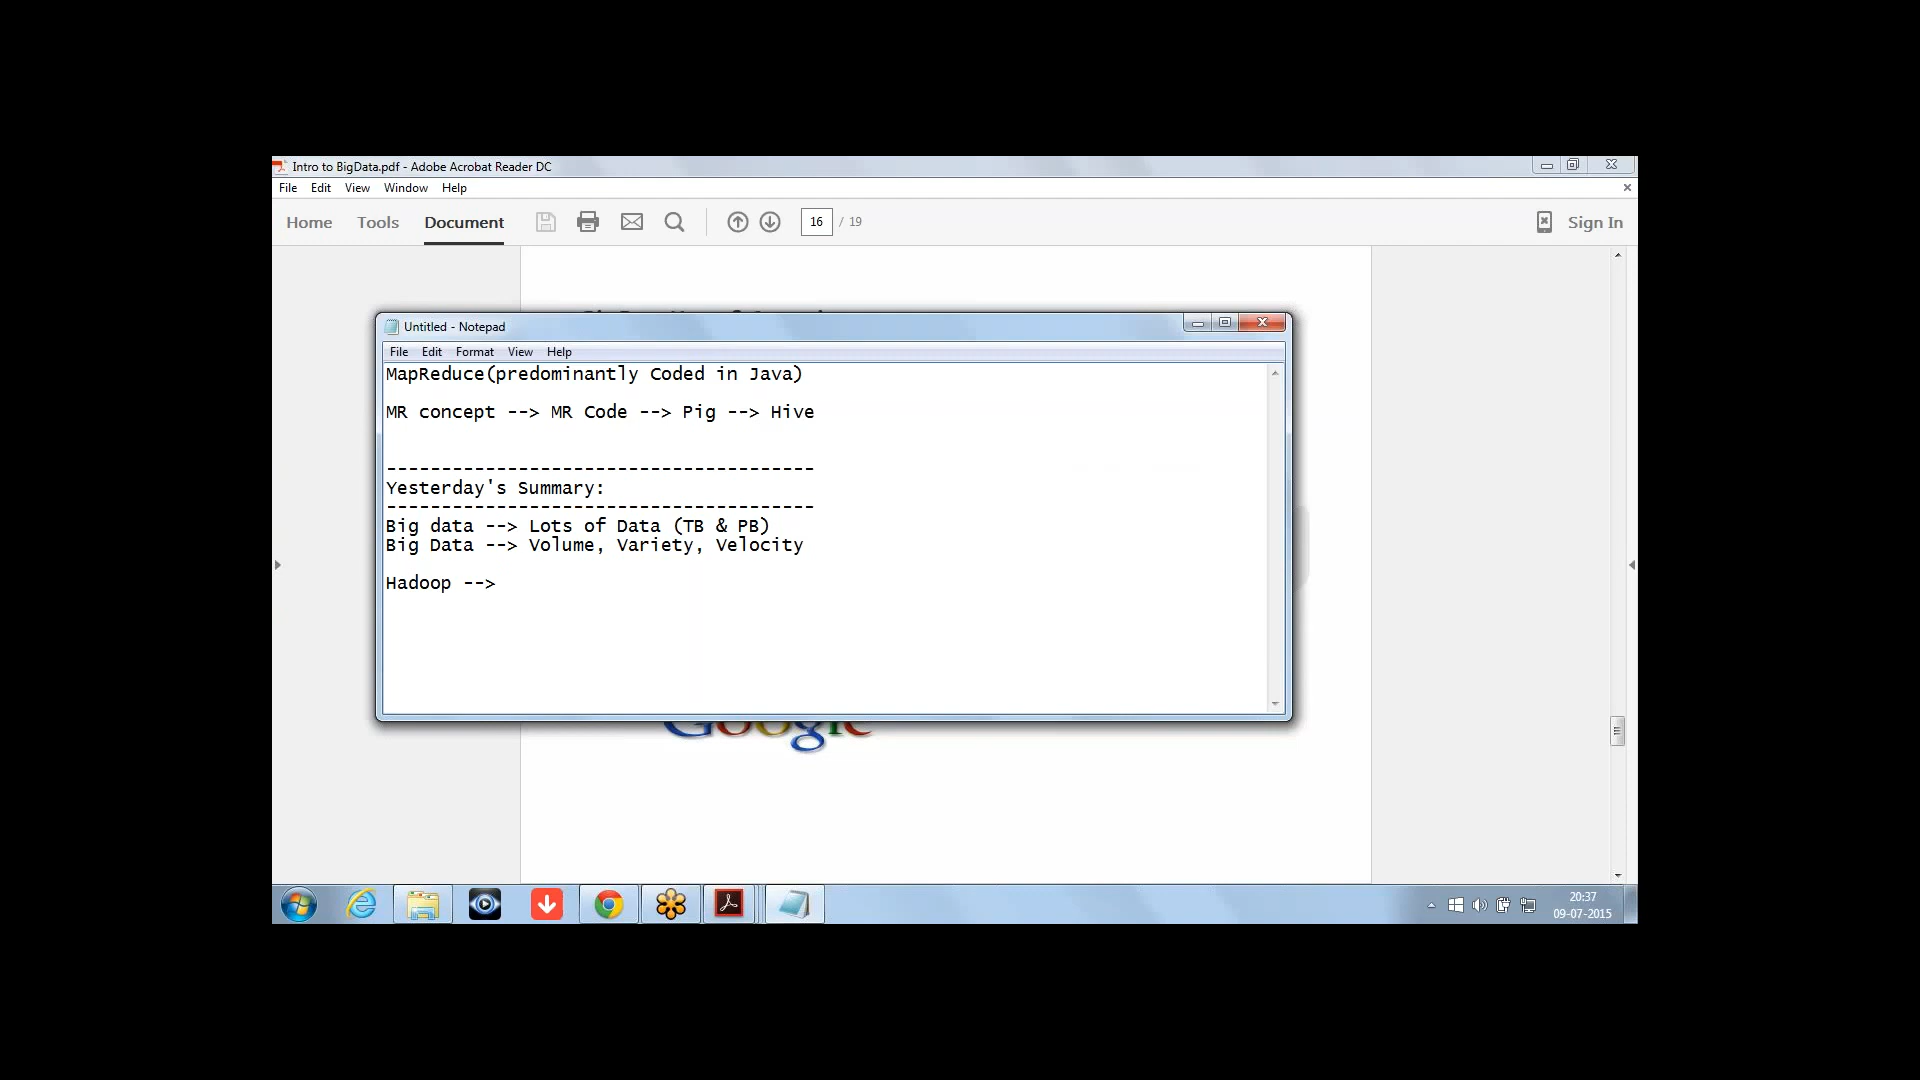 Intro to BigData.pdf - Adobe Acrobat Reader DC
File Edit View Window Help
Home Tools Document 16 / 19 Sign In
Untitled - Notepad
File Edit Format View Help
MapReduce(predominantly Coded in Java)
MR concept --> MR Code --> Pig --> Hive
---------------------------------------
Yesterday's Summary:
---------------------------------------
Big data --> Lots of Data (TB & PB)
Big Data --> Volume, Variety, Velocity
Hadoop -->
Google
20:37
09-07-2015